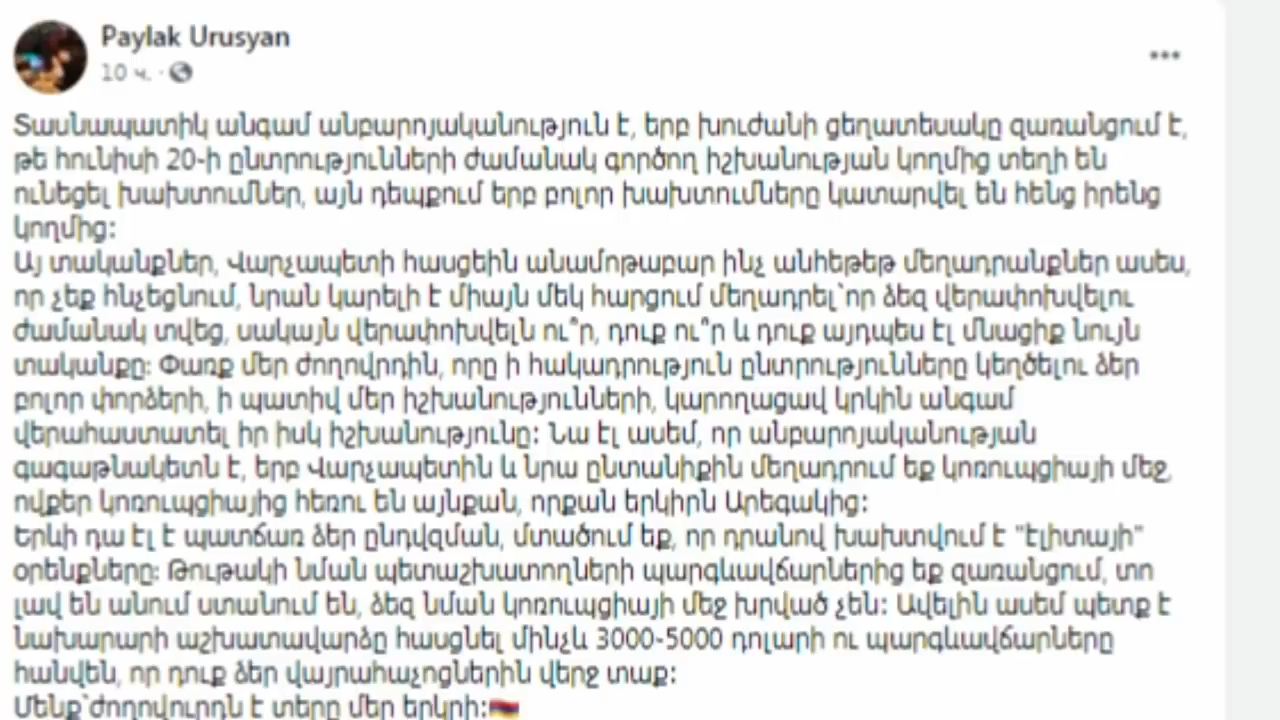 Paylak Urusyan
10 ч. ·
Տասնապատիկ անգամ անբարոյականություն է, երբ խուժանի ցեղատեսակը զառանցում է,
թե հունիսի 20-ի ընտրությունների ժամանակ գործող իշխանության կողմից տեղի են
ունեցել խախտումներ, այն դեպքում երբ բոլոր խախտումները կատարվել են հենց իրենց
կողմից:
Այ տականքներ, Վարչապետի հասցեին անամոթաբար ինչ անհեթեթ մեղադրանքներ ասես,
որ չեք հնչեցնում, նրան կարելի է միայն մեկ հարցում մեղադրել՝որ ձեզ վերափոխվելու
ժամանակ տվեց, սակայն վերափոխվելն ու՞ր, դուք ու՞ր և դուք այդպես էլ մնացիք նույն
տականքը: Փառք մեր ժողովրդին, որը ի հակադրություն ընտրությունները կեղծելու ձեր
բոլոր փորձերի, ի պատիվ մեր իշխանությունների, կարողացավ կրկին անգամ
վերահաստատել իր իսկ իշխանությունը: Նա էլ ասեմ, որ անբարոյականության
գագաթնակետն է, երբ Վարչապետին և նրա ընտանիքին մեղադրում եք կոռուպցիայի մեջ,
ովքեր կոռուպցիայից հեռու են այնքան, որքան երկիրն Արեգակից:
Երևի դա էլ է պատճառ ձեր ընդվզման, մտածում եք, որ դրանով խախտվում է "էլիտայի"
օրենքները: Թութակի նման պետաշխատողների պարգևավճարներից եք զառանցում, տո
լավ են անում ստանում են, ձեզ նման կոռուպցիայի մեջ խրված չեն: Ավելին ասեմ պետք է
նախարարի աշխատավարձը հասցնել մինչև 3000-5000 դոլարի ու պարգևավճարները
հանվեն, որ դուք ձեր վայրահաչոցներին վերջ տաք:
Մենք՝ժողովուրդն է տերը մեր երկրի:🇦🇲